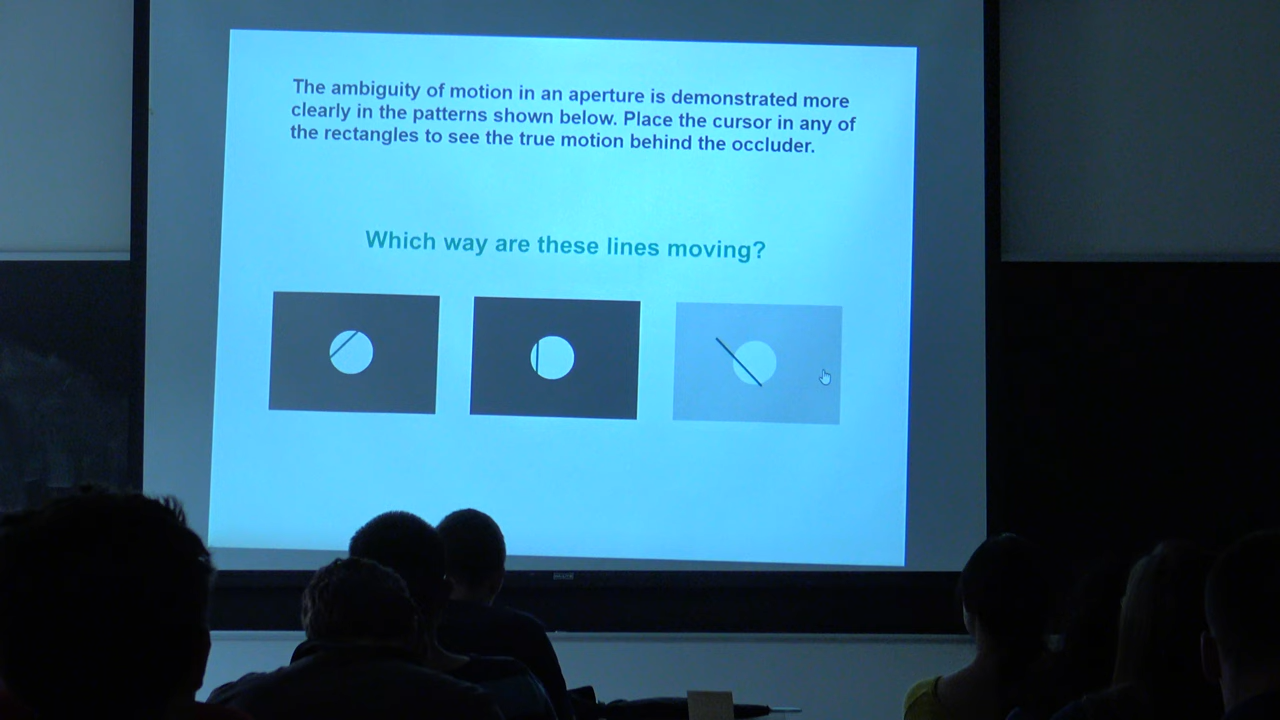 The ambiguity of motion in an aperture is demonstrated more
clearly in the patterns shown below. Place the cursor in any of
the rectangles to see the true motion behind the occluder.
Which way are these lines moving?